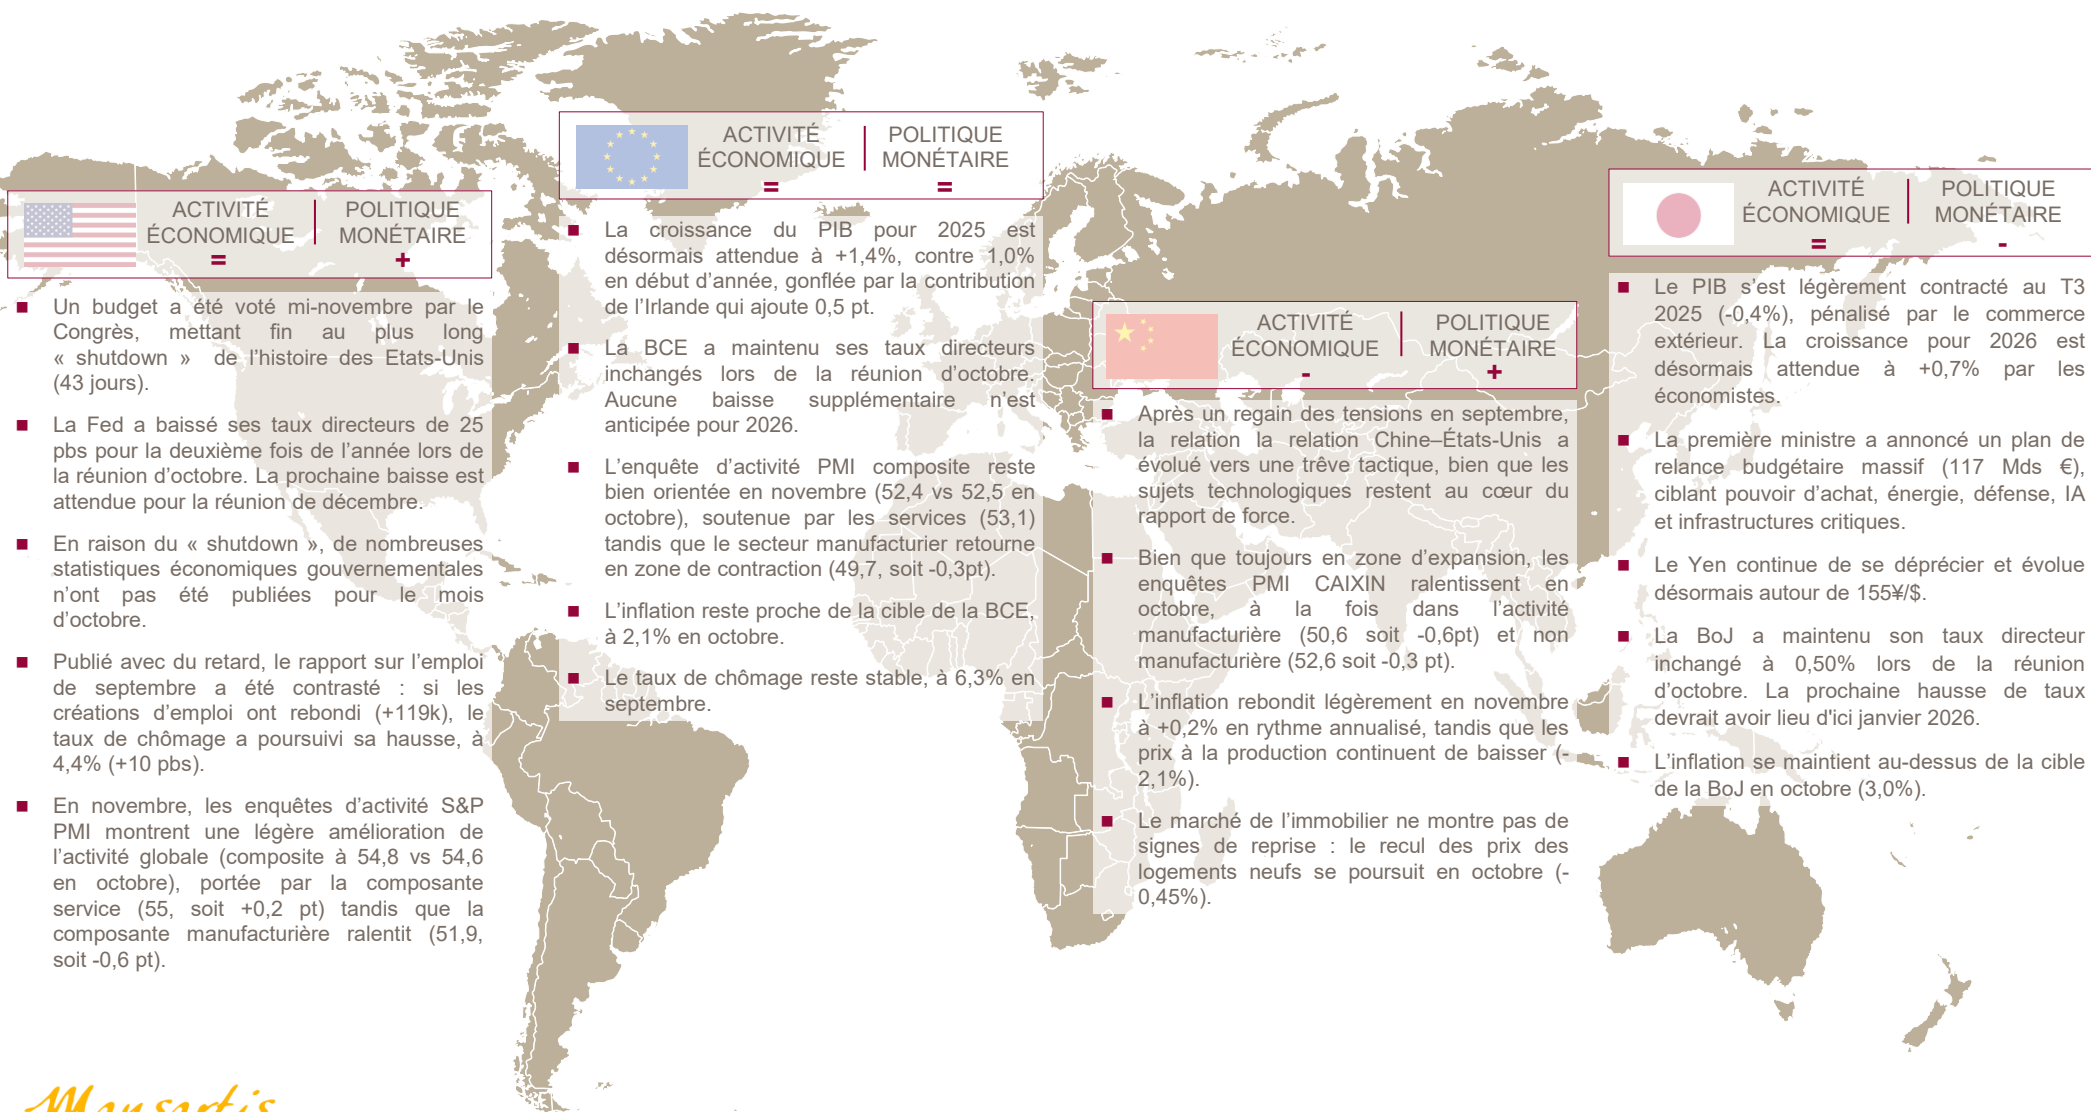 ACTIVITÉ
ÉCONOMIQUE
=
POLITIQUE
MONÉTAIRE
+
Un budget a été voté mi-novembre par le
Congrès, mettant fin au plus long
« shutdown » de l'histoire des Etats-Unis
(43 jours).
La Fed a baissé ses taux directeurs de 25
pbs pour la deuxième fois de l'année lors de
la réunion d'octobre. La prochaine baisse est
attendue pour la réunion de décembre.
En raison du « shutdown », de nombreuses
statistiques économiques gouvernementales
n'ont pas été publiées pour le mois
d'octobre.
Publié avec du retard, le rapport sur l'emploi
de septembre a été contrasté : si les
créations d'emploi ont rebondi (+119k), le
taux de chômage a poursuivi sa hausse, à
4,4% (+10 pbs).
En novembre, les enquêtes d'activité S&P
PMI montrent une légère amélioration de
l'activité globale (composite à 54,8 vs 54,6
en octobre), portée par la composante
service (55, soit +0,2 pt) tandis que la
composante manufacturière ralentit (51,9,
soit -0,6 pt).
ACTIVITÉ
ÉCONOMIQUE
=
POLITIQUE
MONÉTAIRE
=
La croissance du PIB pour 2025 est
désormais attendue à +1,4%, contre 1,0%
en début d'année, gonflée par la contribution
de l'Irlande qui ajoute 0,5 pt.
La BCE a maintenu ses taux directeurs
inchangés lors de la réunion d'octobre.
Aucune baisse supplémentaire n'est
anticipée pour 2026.
L'enquête d'activité PMI composite reste
bien orientée en novembre (52,4 vs 52,5 en
octobre), soutenue par les services (53,1)
tandis que le secteur manufacturier retourne
en zone de contraction (49,7, soit -0,3pt).
L'inflation reste proche de la cible de la BCE,
à 2,1% en octobre.
Le taux de chômage reste stable, à 6,3% en
septembre.
ACTIVITÉ
ÉCONOMIQUE
-
POLITIQUE
MONÉTAIRE
+
Après un regain des tensions en septembre,
la relation la relation Chine–États-Unis a
évolué vers une trêve tactique, bien que les
sujets technologiques restent au cœur du
rapport de force.
Bien que toujours en zone d'expansion, les
enquêtes PMI CAIXIN ralentissent en
octobre, à la fois dans l'activité
manufacturière (50,6 soit -0,6pt) et non
manufacturière (52,6 soit -0,3 pt).
L'inflation rebondit légèrement en novembre
à +0,2% en rythme annualisé, tandis que les
prix à la production continuent de baisser (-
2,1%).
Le marché de l'immobilier ne montre pas de
signes de reprise : le recul des prix des
logements neufs se poursuit en octobre (-
0,45%).
ACTIVITÉ
ÉCONOMIQUE
=
POLITIQUE
MONÉTAIRE
-
Le PIB s'est légèrement contracté au T3
2025 (-0,4%), pénalisé par le commerce
extérieur. La croissance pour 2026 est
désormais attendue à +0,7% par les
économistes.
La première ministre a annoncé un plan de
relance budgétaire massif (117 Mds €),
ciblant pouvoir d'achat, énergie, défense, IA
et infrastructures critiques.
Le Yen continue de se déprécier et évolue
désormais autour de 155¥/$.
La BoJ a maintenu son taux directeur
inchangé à 0,50% lors de la réunion
d'octobre. La prochaine hausse de taux
devrait avoir lieu d'ici janvier 2026.
L'inflation se maintient au-dessus de la cible
de la BoJ en octobre (3,0%).
Mansartis